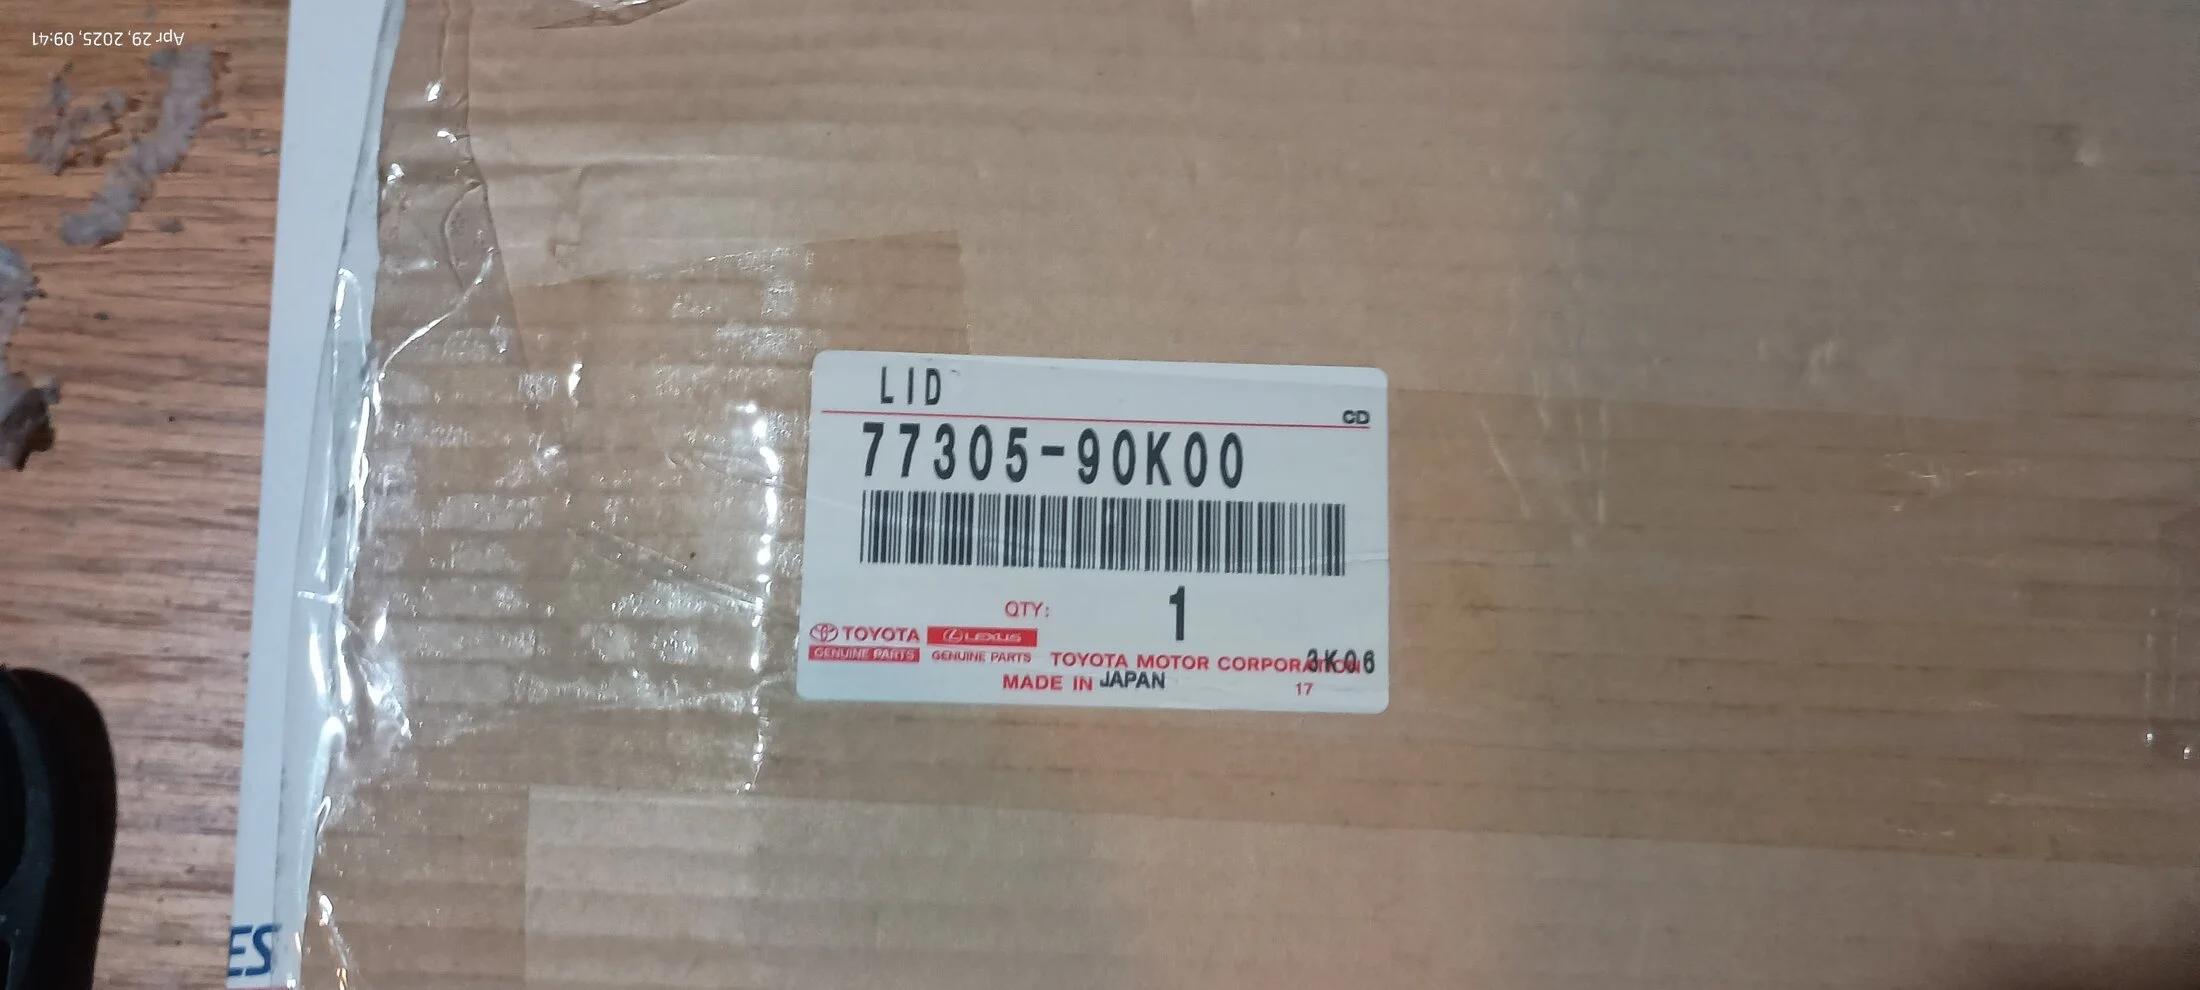 Apr 29, 2025, 09:41
LID
CD
77305-90K00
QTY: 1
TOYOTA LEXUS
GENUINE PARTS GENUINE PARTS TOYOTA MOTOR CORPORATION 3K06
MADE IN JAPAN 17
ES